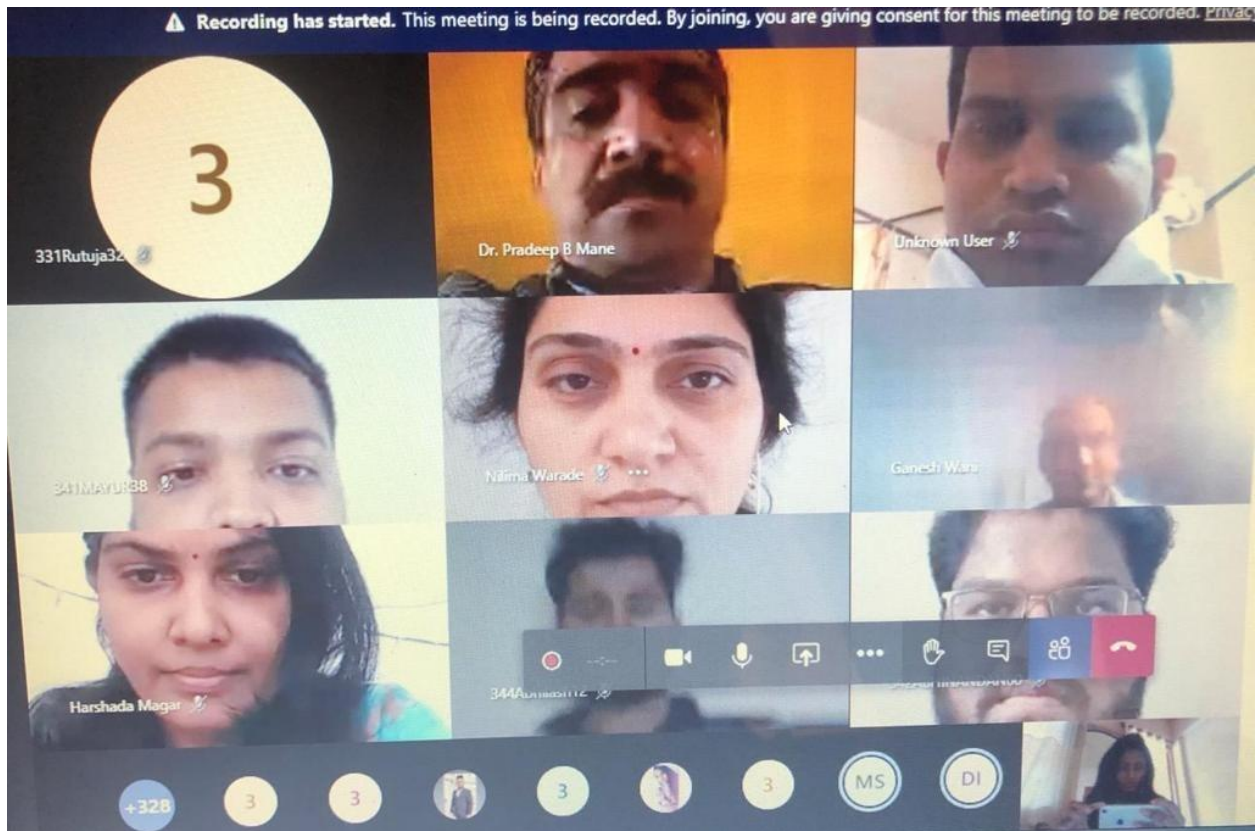 Recording has started. This meeting is being recorded. By joining, you are giving consent for this meeting to be recorded. Privac
3
331Rutuja32
Dr. Pradeep B Mane
Unknown User
341MAYUR38
Nilima Warade
Ganesh Wani
Harshada Magar
+328
3
3
3
3
MS
DI